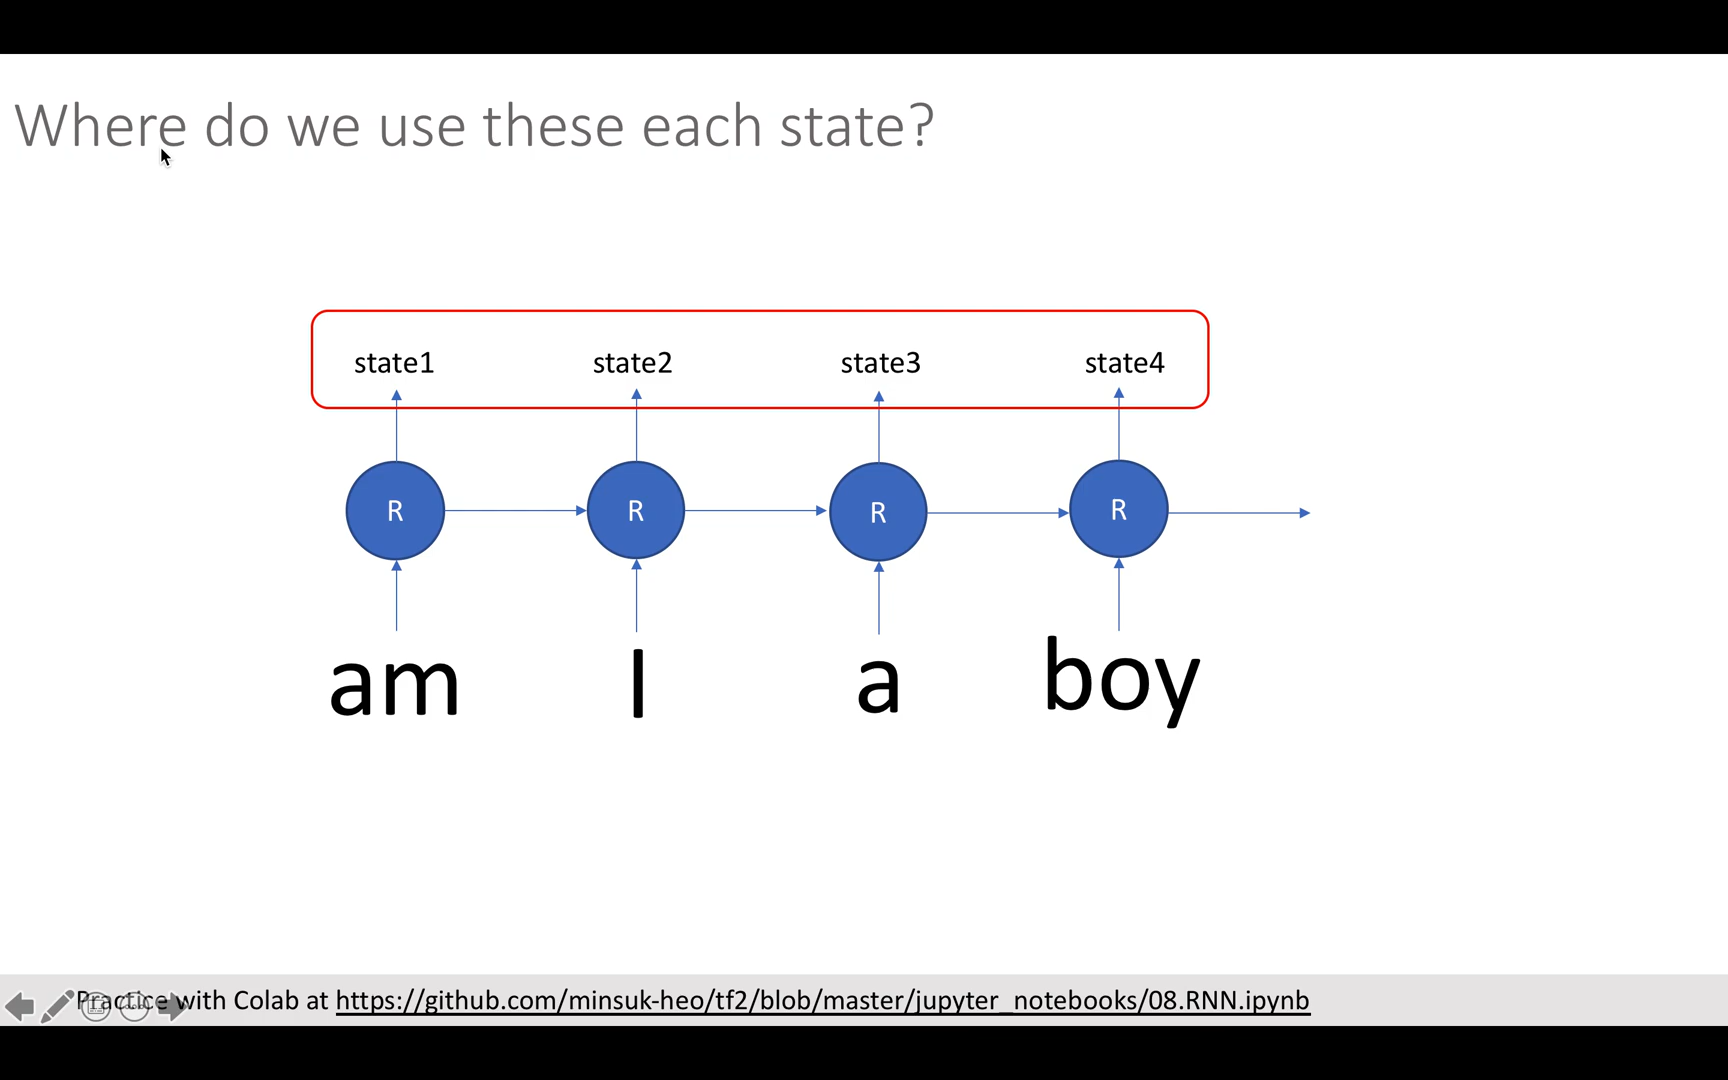 Where do we use these each state?
state1 state2 state3 state4
R R R R
am I a boy
Practice with Colab at https://github.com/minsuk-heo/tf2/blob/master/jupyter_notebooks/08.RNN.ipynb